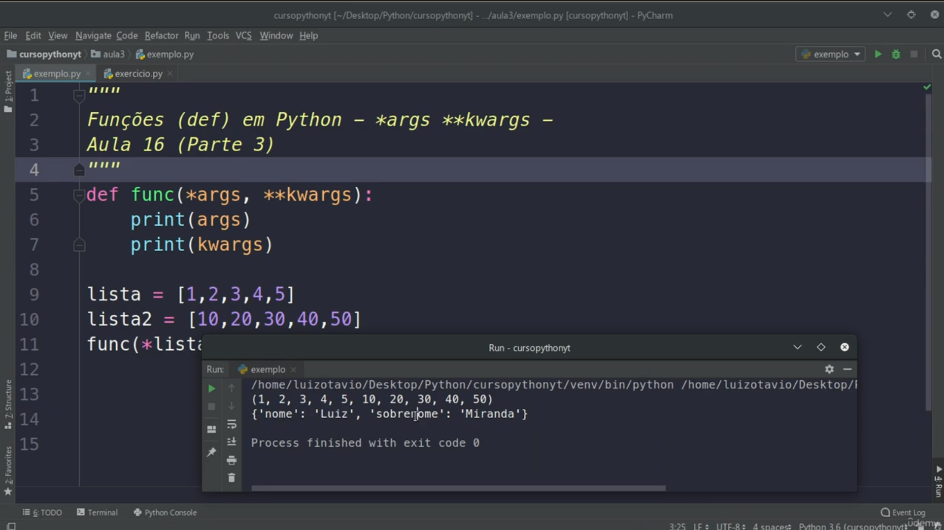 cursopythonyt [~/Desktop/Python/cursopythonyt] - .../aula3/exemplo.py [cursopythonyt] - PyCharm
File Edit View Navigate Code Refactor Run Tools VCS Window Help
cursopythonyt aula3 exemplo.py exemplo
exemplo.py exercicio.py
1: Project
1 """
2 Funções (def) em Python - *args **kwargs -
3 Aula 16 (Parte 3)
4 """
5 def func(*args, **kwargs):
6 print(args)
7 print(kwargs)
8
9 lista = [1,2,3,4,5]
10 lista2 = [10,20,30,40,50]
11 func(*lista
12
13
14
15
Run - cursopythonyt
Run: exemplo
/home/luizotavio/Desktop/Python/cursopythonyt/venv/bin/python /home/luizotavio/Desktop/
(1, 2, 3, 4, 5, 10, 20, 30, 40, 50)
{'nome': 'Luiz', 'sobrenome': 'Miranda'}
Process finished with exit code 0
7: Structure
2: Favorites
4: Run
6: TODO Terminal Python Console Event Log
3:25 LF UTF-8 4 spaces Python 3.6 (cursopythonyt)
udemy